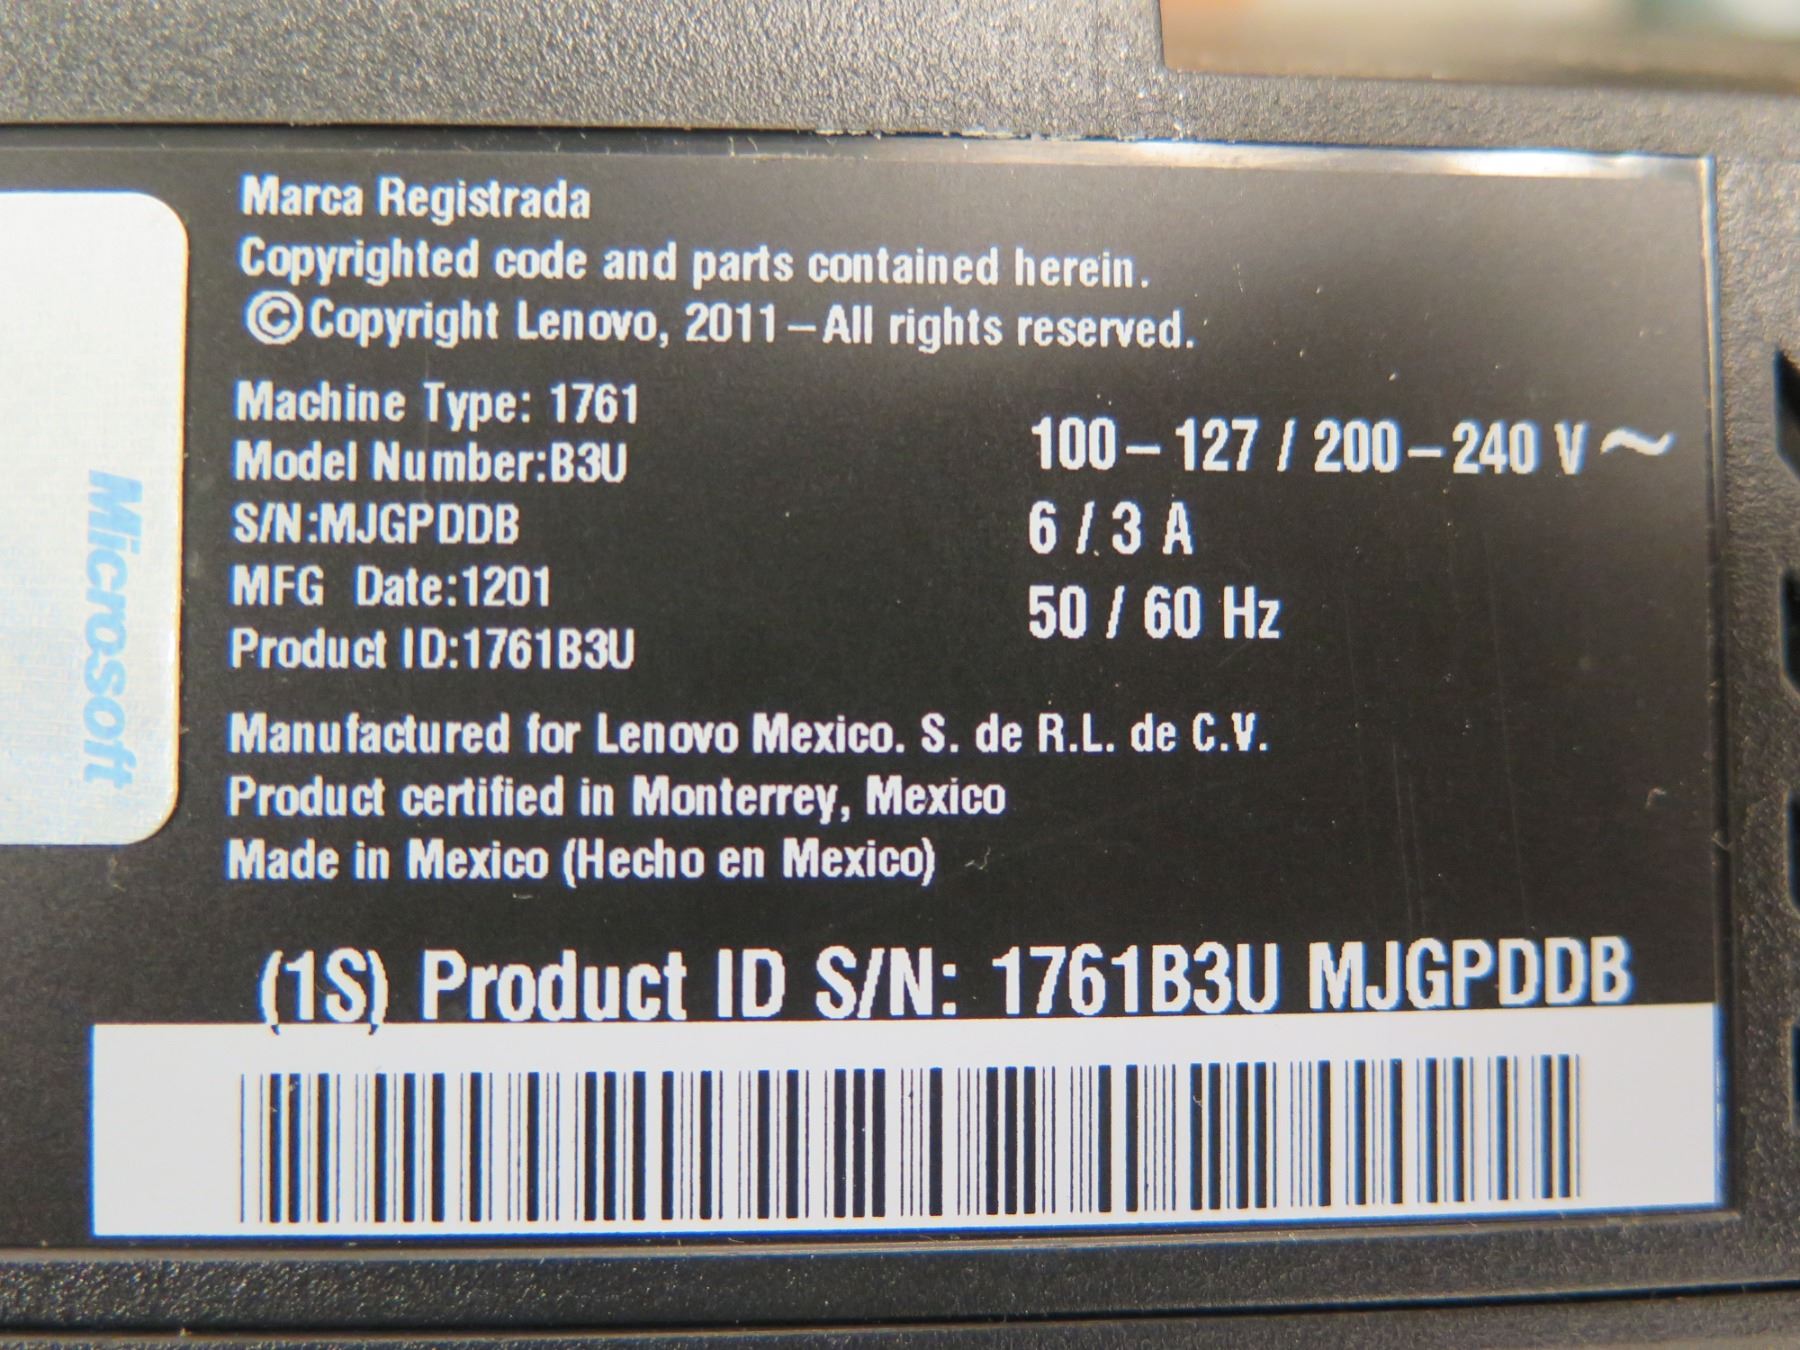 Marca Registrada
Copyrighted code and parts contained herein.
©Copyright Lenovo, 2011–All rights reserved.
Machine Type: 1761
Model Number:B3U
S/N:MJGPDDB
MFG Date:1201
Product ID:1761B3U
100–127 / 200–240 V ~
6 / 3 A
50 / 60 Hz
Manufactured for Lenovo Mexico. S. de R.L. de C.V.
Product certified in Monterrey, Mexico
Made in Mexico (Hecho en Mexico)
(1S) Product ID S/N: 1761B3U MJGPDDB
Microsoft